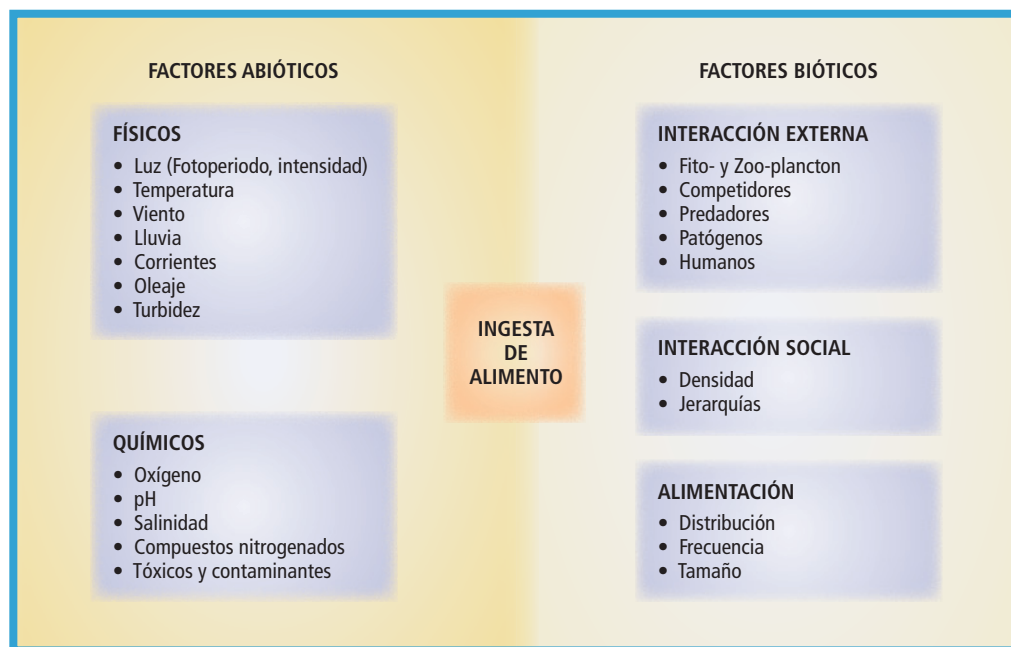 FACTORES ABIÓTICOS
FÍSICOS
• Luz (Fotoperiodo, intensidad)
• Temperatura
• Viento
• Lluvia
• Corrientes
• Oleaje
• Turbidez
QUÍMICOS
• Oxígeno
• pH
• Salinidad
• Compuestos nitrogenados
• Tóxicos y contaminantes
INGESTA
DE
ALIMENTO
FACTORES BIÓTICOS
INTERACCIÓN EXTERNA
• Fito- y Zoo-plancton
• Competidores
• Predadores
• Patógenos
• Humanos
INTERACCIÓN SOCIAL
• Densidad
• Jerarquías
ALIMENTACIÓN
• Distribución
• Frecuencia
• Tamaño